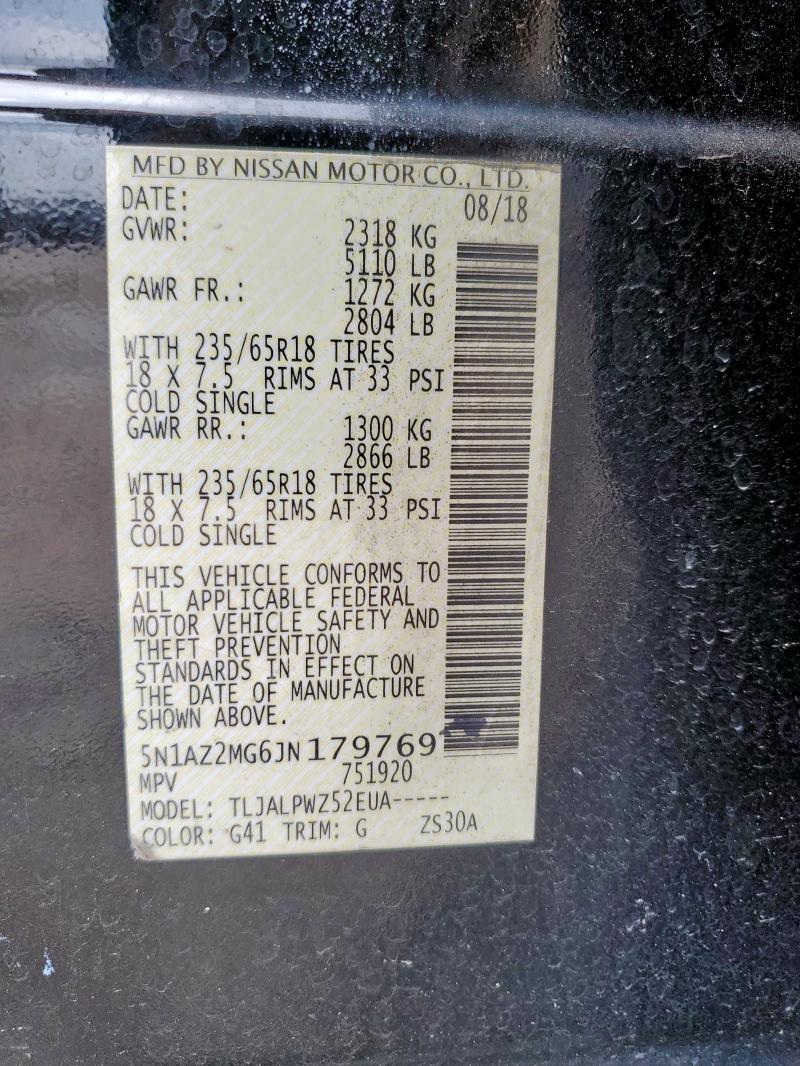 MFD BY NISSAN MOTOR CO., LTD.
DATE: 08/18
GVWR: 2318 KG
5110 LB
GAWR FR.: 1272 KG
2804 LB
WITH 235/65R18 TIRES
18 X 7.5 RIMS AT 33 PSI
COLD SINGLE
GAWR RR.: 1300 KG
2866 LB
WITH 235/65R18 TIRES
18 X 7.5 RIMS AT 33 PSI
COLD SINGLE
THIS VEHICLE CONFORMS TO
ALL APPLICABLE FEDERAL
MOTOR VEHICLE SAFETY AND
THEFT PREVENTION
STANDARDS IN EFFECT ON
THE DATE OF MANUFACTURE
SHOWN ABOVE.
5N1AZ2MG6JN179769
MPV 751920
MODEL: TLJALPWZ52EUA-----
COLOR: G41 TRIM: G ZS30A